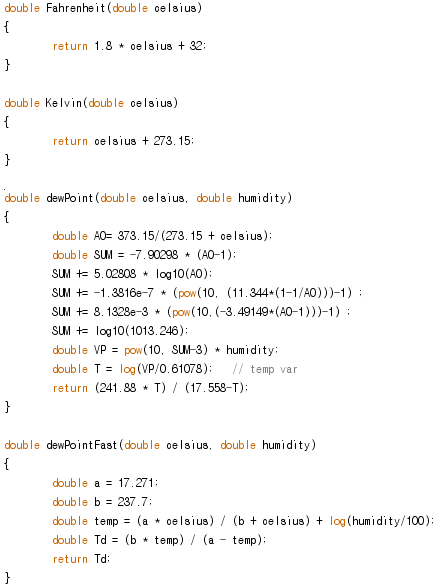 double Fahrenheit(double celsius)
{
        return 1.8 * celsius + 32;
}

double Kelvin(double celsius)
{
        return celsius + 273.15;
}

double dewPoint(double celsius, double humidity)
{
        double A0= 373.15/(273.15 + celsius);
        double SUM = -7.90298 * (A0-1);
        SUM += 5.02808 * log10(A0);
        SUM += -1.3816e-7 * (pow(10, (11.344*(1-1/A0)))-1) ;
        SUM += 8.1328e-3 * (pow(10,(-3.49149*(A0-1)))-1) ;
        SUM += log10(1013.246);
        double VP = pow(10, SUM-3) * humidity;
        double T = log(VP/0.61078);   // temp var
        return (241.88 * T) / (17.558-T);
}

double dewPointFast(double celsius, double humidity)
{
        double a = 17.271;
        double b = 237.7;
        double temp = (a * celsius) / (b + celsius) + log(humidity/100);
        double Td = (b * temp) / (a - temp);
        return Td;
}